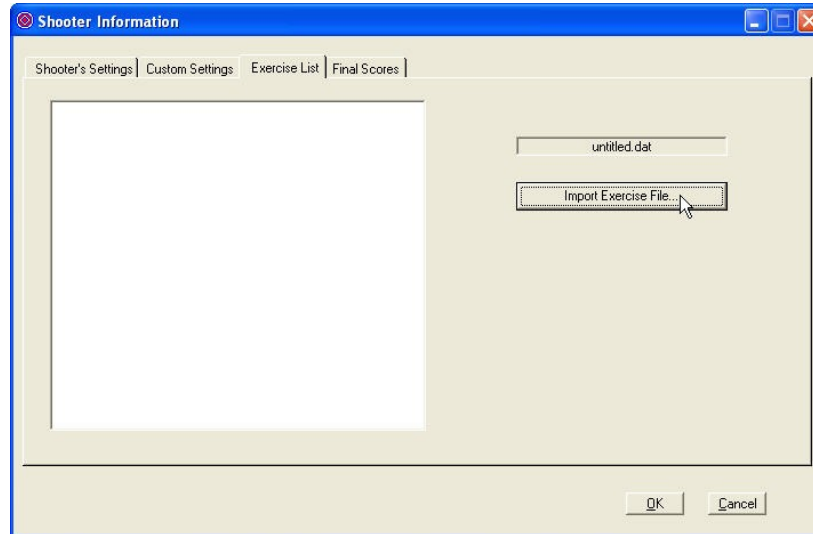 Shooter Information
Shooter's Settings Custom Settings Exercise List Final Scores
untitled.dat
Import Exercise File...
OK Cancel